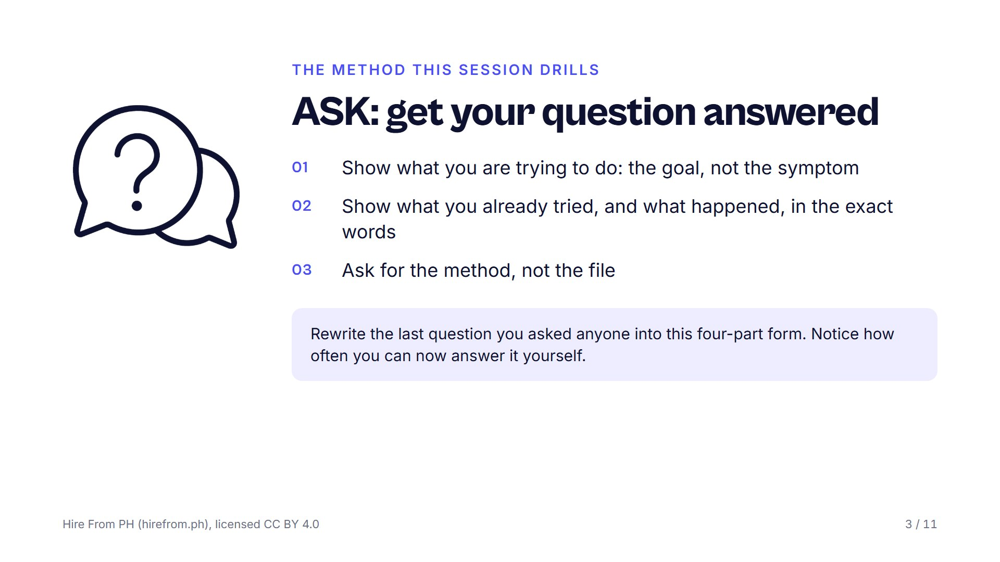 THE METHOD THIS SESSION DRILLS
ASK: get your question answered
01 Show what you are trying to do: the goal, not the symptom
02 Show what you already tried, and what happened, in the exact
words
03 Ask for the method, not the file
Rewrite the last question you asked anyone into this four-part form. Notice how
often you can now answer it yourself.
Hire From PH (hirefrom.ph), licensed CC BY 4.0
3 / 11